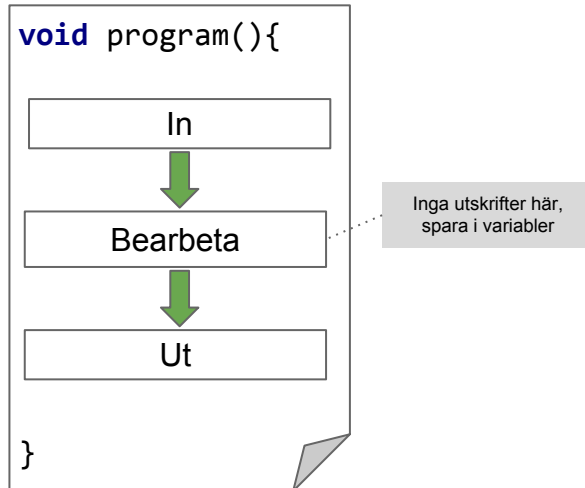 void program(){
In
Bearbeta
Inga utskrifter här,
spara i variabler
Ut
}